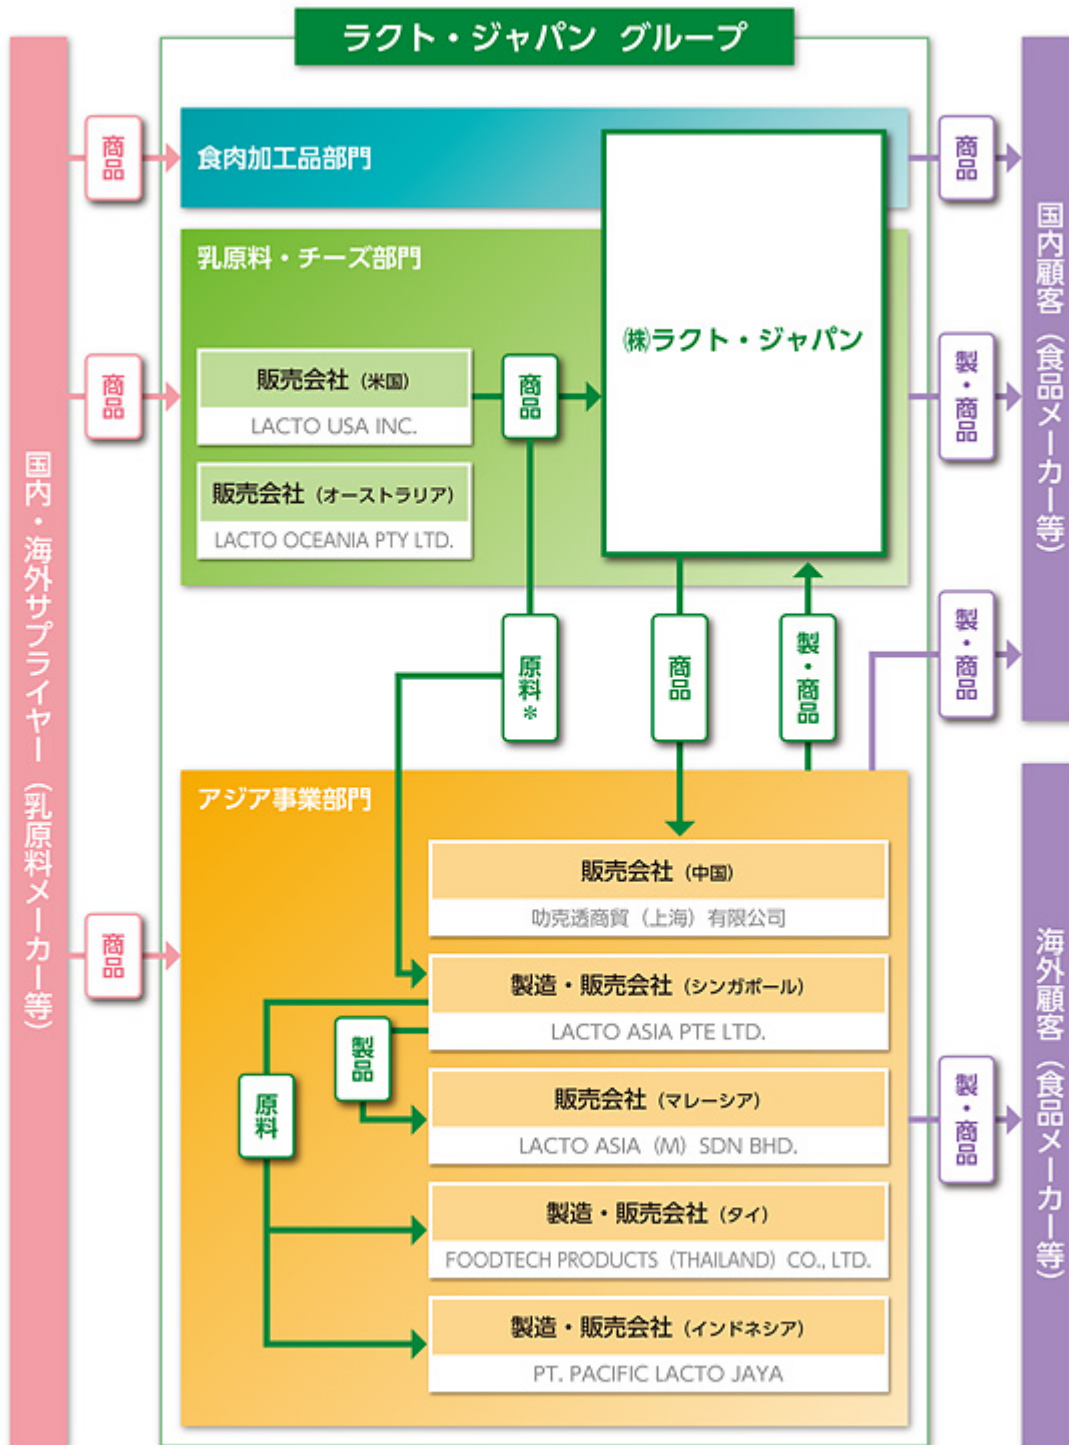 ラクト・ジャパン グループ
国内・海外サプライヤー（乳原料メーカー等）
商品
食肉加工品部門
商品
国内顧客（食品メーカー等）
乳原料・チーズ部門
㈱ラクト・ジャパン
商品
販売会社（米国）
LACTO USA INC.
商品
製・商品
販売会社（オーストラリア）
LACTO OCEANIA PTY LTD.
原料*
商品
製・商品
製・商品
アジア事業部門
販売会社（中国）
叻克透商貿（上海）有限公司
商品
製造・販売会社（シンガポール）
LACTO ASIA PTE LTD.
海外顧客（食品メーカー等）
製品
原料
販売会社（マレーシア）
LACTO ASIA（M）SDN BHD.
製・商品
製造・販売会社（タイ）
FOODTECH PRODUCTS（THAILAND）CO., LTD.
製造・販売会社（インドネシア）
PT. PACIFIC LACTO JAYA